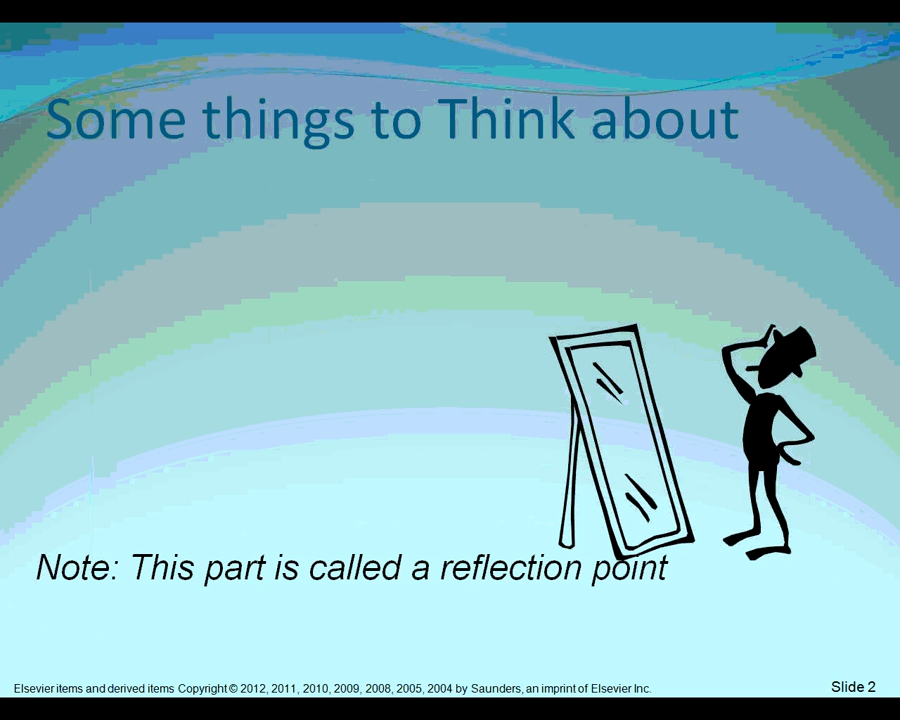 Some things to Think about
Note: This part is called a reflection point
Elsevier items and derived items Copyright © 2012, 2011, 2010, 2009, 2008, 2005, 2004 by Saunders, an imprint of Elsevier Inc.
Slide 2